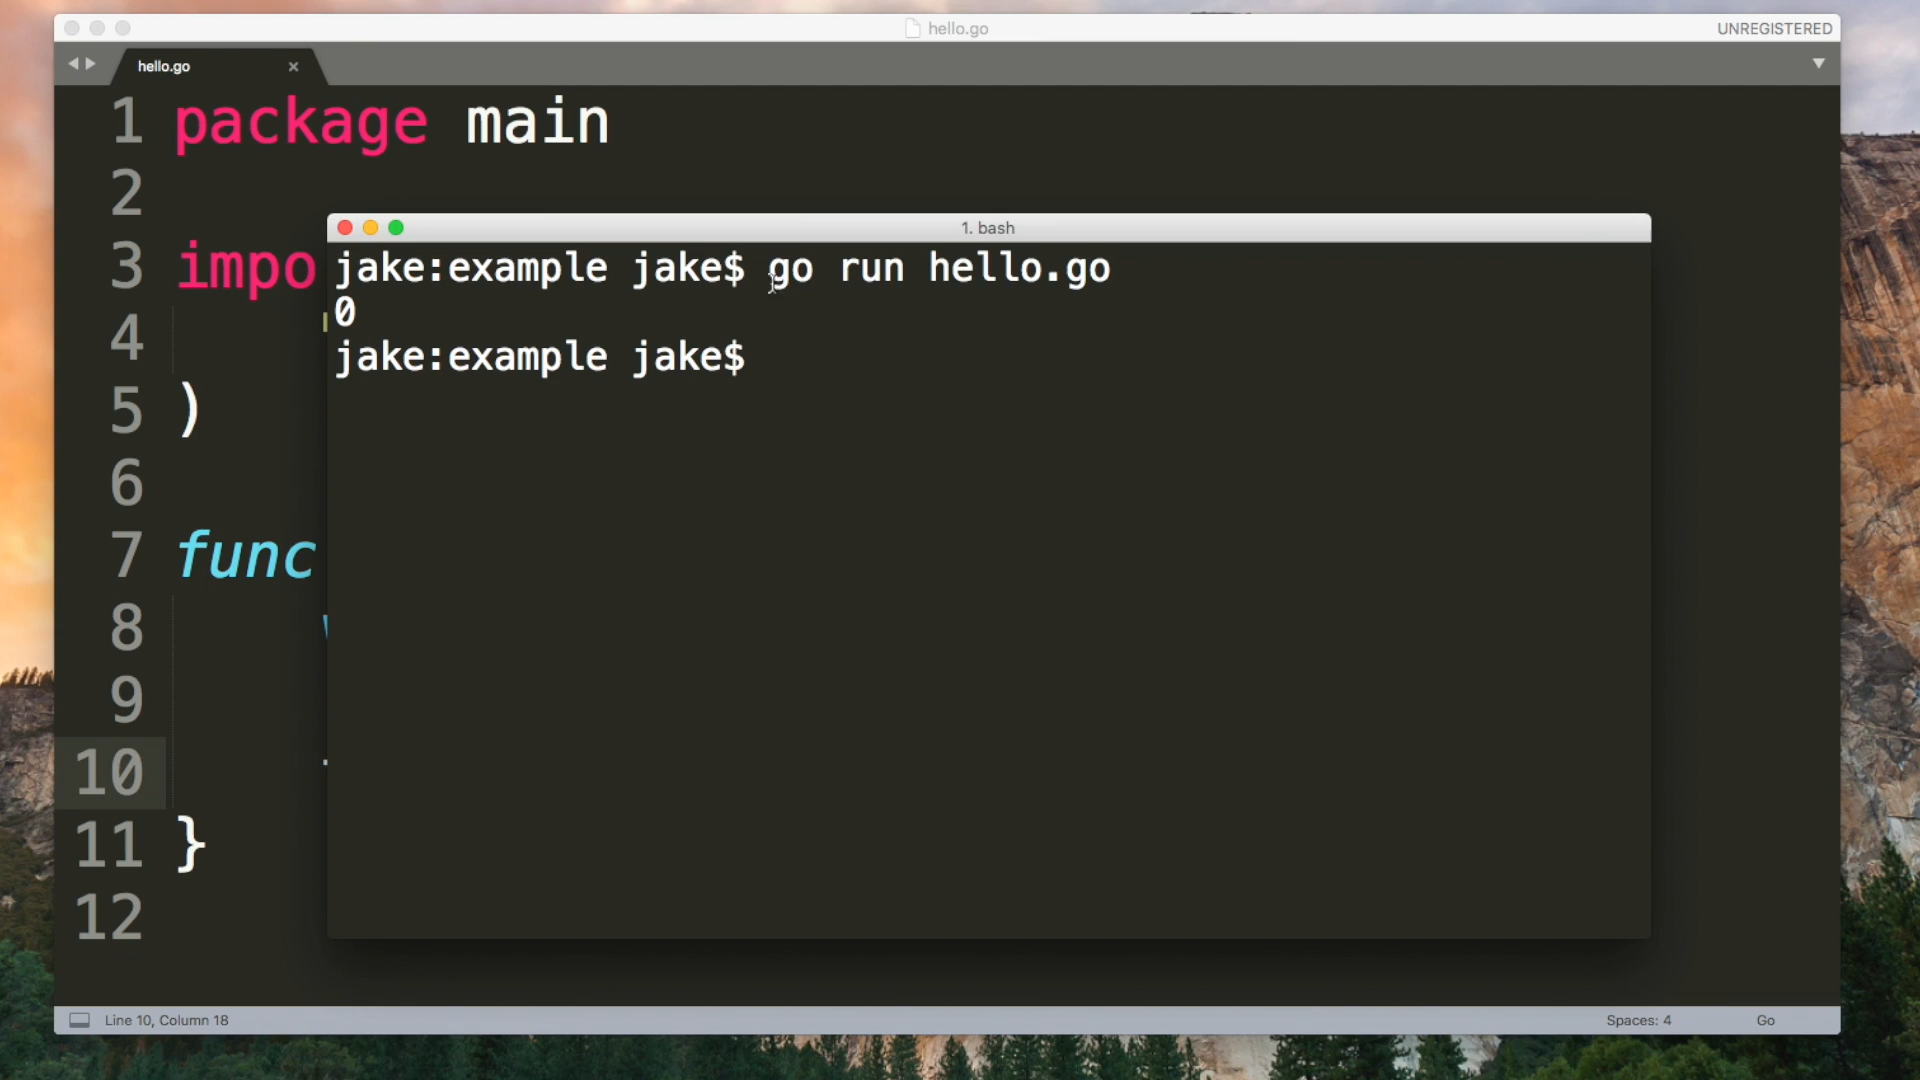 hello.go
UNREGISTERED
hello.go
1 package main
2
3 impo
4
5 )
6
7 func
8
9
10
11 }
12
1. bash
jake:example jake$ go run hello.go
0
jake:example jake$
Line 10, Column 18
Spaces: 4
Go